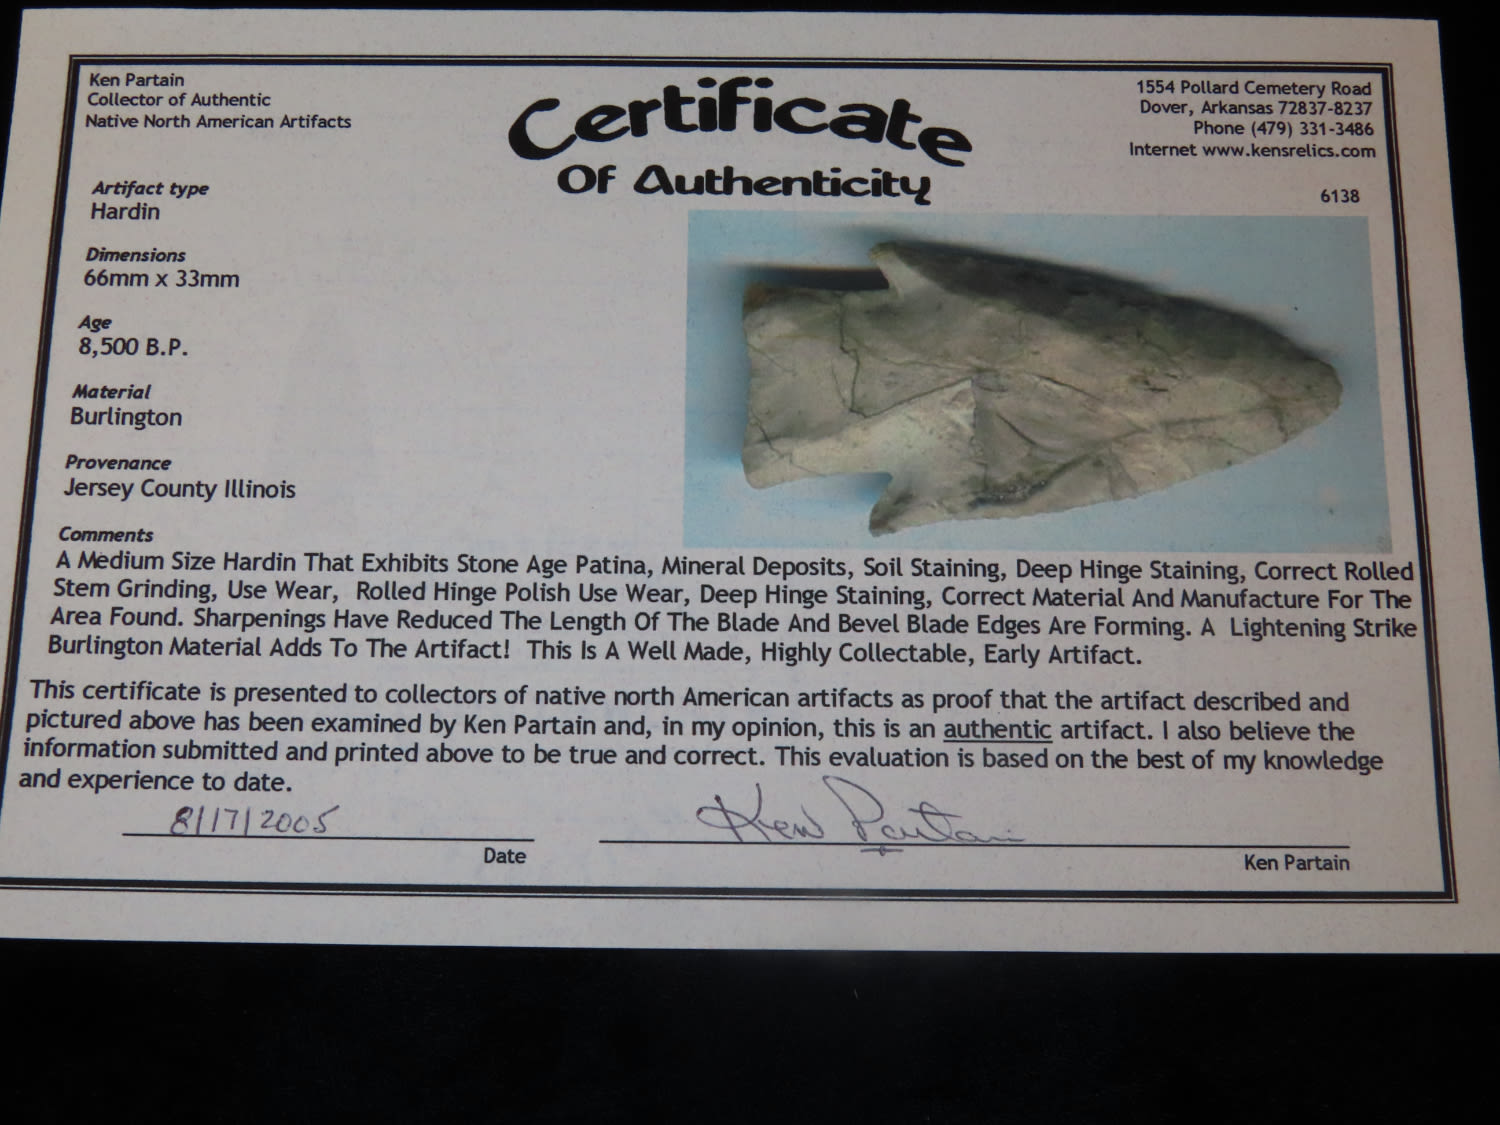 Ken Partain
Collector of Authentic
Native North American Artifacts
Certificate
Of Authenticity
1554 Pollard Cemetery Road
Dover, Arkansas 72837-8237
Phone (479) 331-3486
Internet www.kensrelics.com
6138
Artifact type
Hardin
Dimensions
66mm x 33mm
Age
8,500 B.P.
Material
Burlington
Provenance
Jersey County Illinois
Comments
A Medium Size Hardin That Exhibits Stone Age Patina, Mineral Deposits, Soil Staining, Deep Hinge Staining, Correct Rolled
Stem Grinding, Use Wear, Rolled Hinge Polish Use Wear, Deep Hinge Staining, Correct Material And Manufacture For The
Area Found. Sharpenings Have Reduced The Length Of The Blade And Bevel Blade Edges Are Forming. A Lightening Strike
Burlington Material Adds To The Artifact! This Is A Well Made, Highly Collectable, Early Artifact.
This certificate is presented to collectors of native north American artifacts as proof that the artifact described and
pictured above has been examined by Ken Partain and, in my opinion, this is an authentic artifact. I also believe the
information submitted and printed above to be true and correct. This evaluation is based on the best of my knowledge
and experience to date.
8/17/2005
Ken Partain
Date
Ken Partain